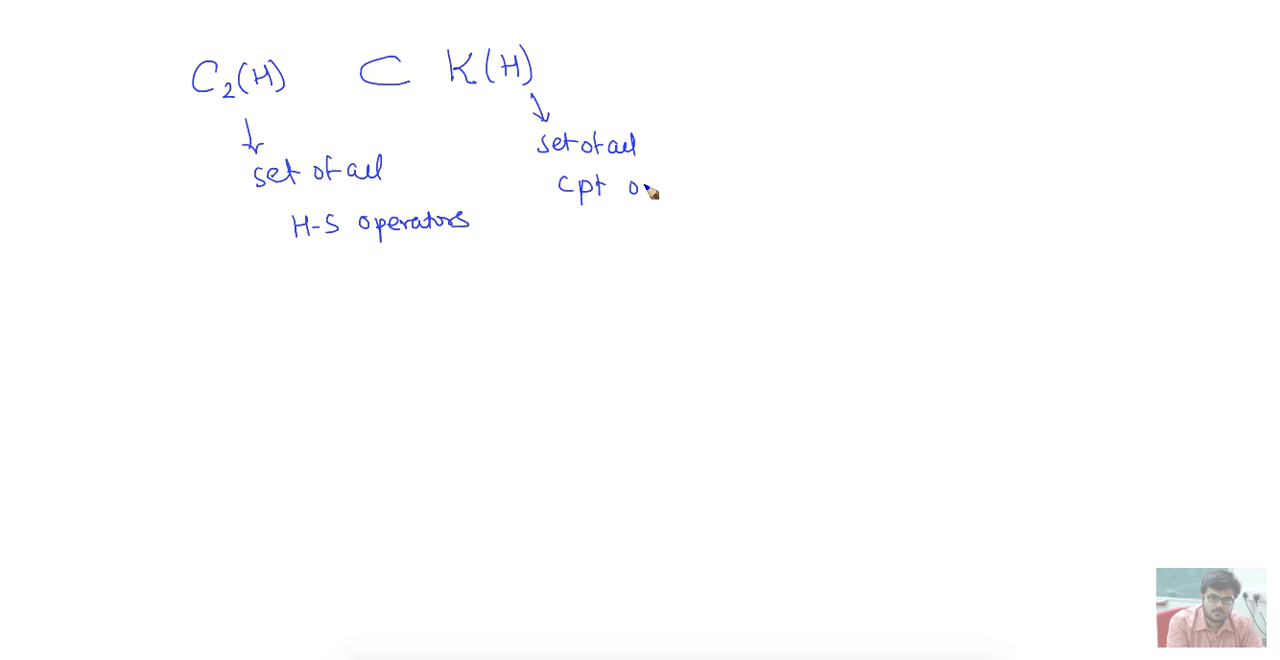 C₂(H) ⊂ K(H)
↓ ↘
set of all set of all
H-S operators cpt o